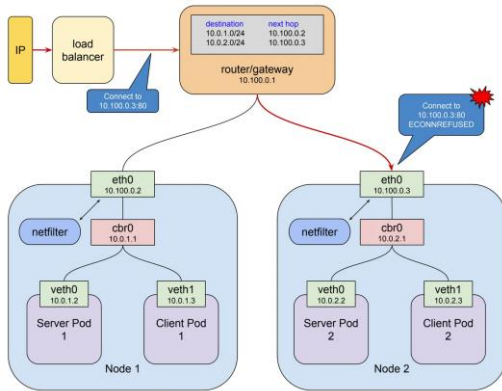 IP
load
balancer
destination next hop
10.0.1.0/24 10.100.0.2
10.0.2.0/24 10.100.0.3
router/gateway
10.100.0.1
Connect to
10.100.0.3:80
Connect to
10.100.0.3:80
ECONNREFUSED
eth0
10.100.0.2
netfilter
cbr0
10.0.1.1
veth0
10.0.1.2
veth1
10.0.1.3
Server Pod
1
Client Pod
1
Node 1
eth0
10.100.0.3
netfilter
cbr0
10.0.2.1
veth0
10.0.2.2
veth1
10.0.2.3
Server Pod
2
Client Pod
2
Node 2